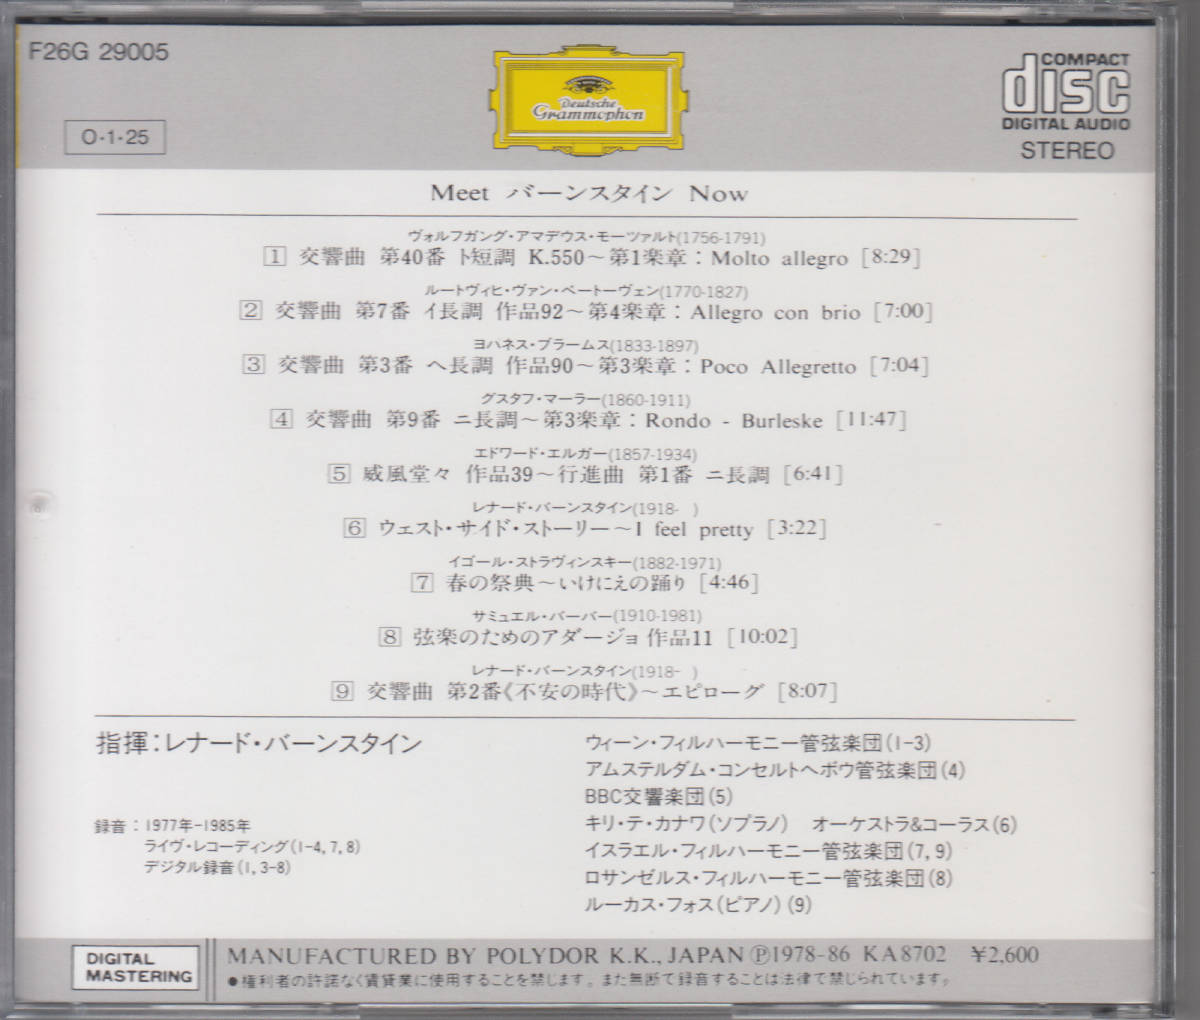 F26G 29005
O-1-25
Deutsche
Grammophon
COMPACT
disc
DIGITAL AUDIO
STEREO
Meet バーンスタイン Now
ヴォルフガング・アマデウス・モーツァルト(1756-1791)
1 交響曲 第40番 ト短調 K.550〜第1楽章：Molto allegro [8:29]
ルートヴィヒ・ヴァン・ベートーヴェン(1770-1827)
2 交響曲 第7番 イ長調 作品92〜第4楽章：Allegro con brio [7:00]
ヨハネス・ブラームス(1833-1897)
3 交響曲 第3番 ヘ長調 作品90〜第3楽章：Poco Allegretto [7:04]
グスタフ・マーラー(1860-1911)
4 交響曲 第9番 ニ長調〜第3楽章：Rondo - Burleske [11:47]
エドワード・エルガー(1857-1934)
5 威風堂々 作品39〜行進曲 第1番 ニ長調 [6:41]
レナード・バーンスタイン(1918- )
6 ウェスト・サイド・ストーリー〜I feel pretty [3:22]
イゴール・ストラヴィンスキー(1882-1971)
7 春の祭典〜いけにえの踊り [4:46]
サミュエル・バーバー(1910-1981)
8 弦楽のためのアダージョ 作品11 [10:02]
レナード・バーンスタイン(1918- )
9 交響曲 第2番《不安の時代》〜エピローグ [8:07]
指揮：レナード・バーンスタイン
録音：1977年-1985年
ライヴ・レコーディング(1-4, 7, 8)
デジタル録音(1, 3-8)
ウィーン・フィルハーモニー管弦楽団(1-3)
アムステルダム・コンセルトヘボウ管弦楽団(4)
BBC交響楽団(5)
キリ・テ・カナワ(ソプラノ) オーケストラ&コーラス(6)
イスラエル・フィルハーモニー管弦楽団(7, 9)
ロサンゼルス・フィルハーモニー管弦楽団(8)
ルーカス・フォス(ピアノ)(9)
DIGITAL
MASTERING
MANUFACTURED BY POLYDOR K.K., JAPAN Ⓟ1978-86 KA8702 ¥2,600
●権利者の許諾なく賃貸業に使用することを禁じます。また無断で録音することは法律で禁じられています。